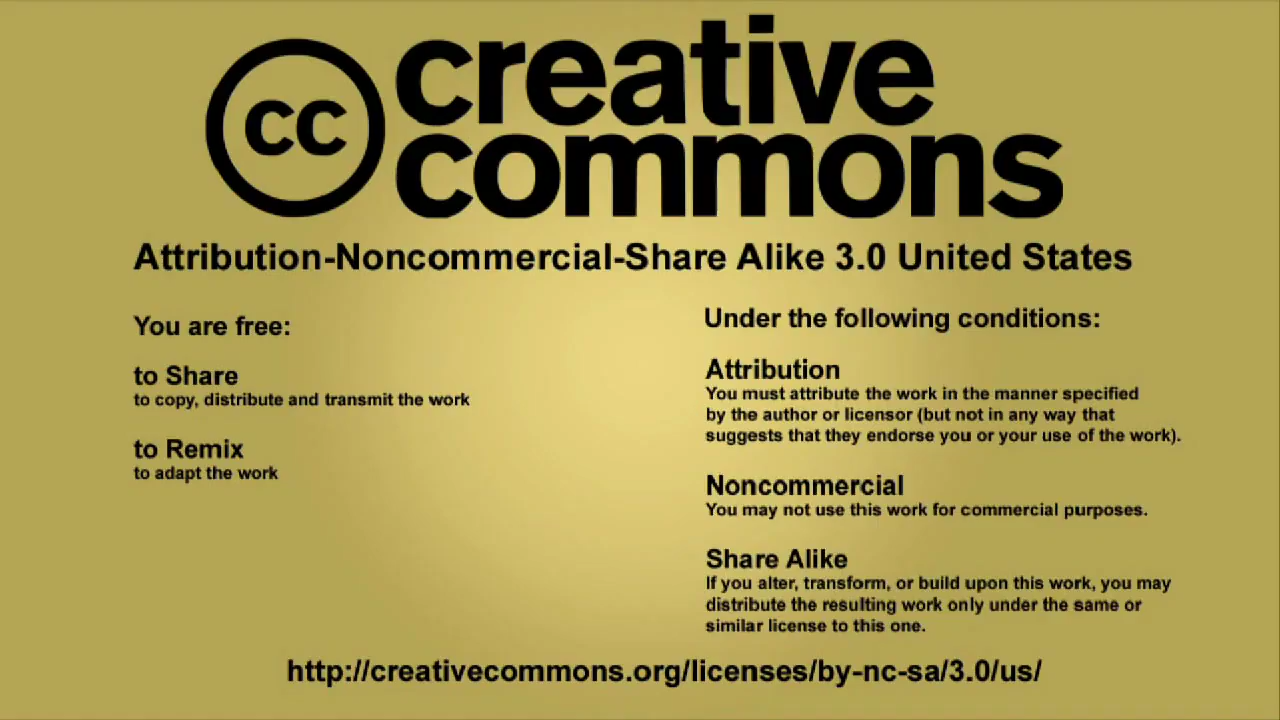 cc creative
commons
Attribution-Noncommercial-Share Alike 3.0 United States
You are free:
to Share
to copy, distribute and transmit the work
to Remix
to adapt the work
Under the following conditions:
Attribution
You must attribute the work in the manner specified
by the author or licensor (but not in any way that
suggests that they endorse you or your use of the work).
Noncommercial
You may not use this work for commercial purposes.
Share Alike
If you alter, transform, or build upon this work, you may
distribute the resulting work only under the same or
similar license to this one.
http://creativecommons.org/licenses/by-nc-sa/3.0/us/